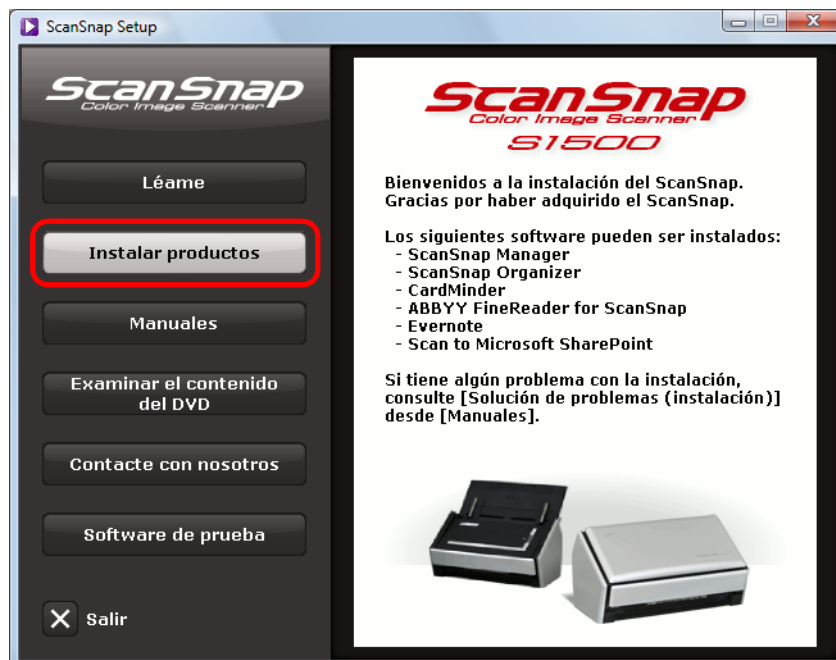 ScanSnap Setup
ScanSnap
Color Image Scanner
Léame
Instalar productos
Manuales
Examinar el contenido
del DVD
Contacte con nosotros
Software de prueba
Salir
ScanSnap
Color Image Scanner
S1500
Bienvenidos a la instalación del ScanSnap.
Gracias por haber adquirido el ScanSnap.
Los siguientes software pueden ser instalados:
- ScanSnap Manager
- ScanSnap Organizer
- CardMinder
- ABBYY FineReader for ScanSnap
- Evernote
- Scan to Microsoft SharePoint
Si tiene algún problema con la instalación,
consulte [Solución de problemas (instalación)]
desde [Manuales].